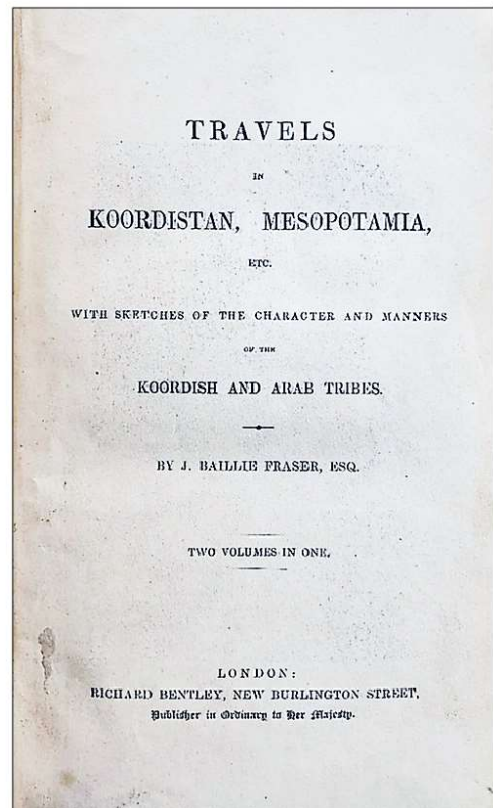 TRAVELS
IN
KOORDISTAN, MESOPOTAMIA,
ETC.
WITH SKETCHES OF THE CHARACTER AND MANNERS
OF THE
KOORDISH AND ARAB TRIBES.
BY J. BAILLIE FRASER, ESQ.
TWO VOLUMES IN ONE.
LONDON:
RICHARD BENTLEY, NEW BURLINGTON STREET,
Publisher in Ordinary to Her Majesty.